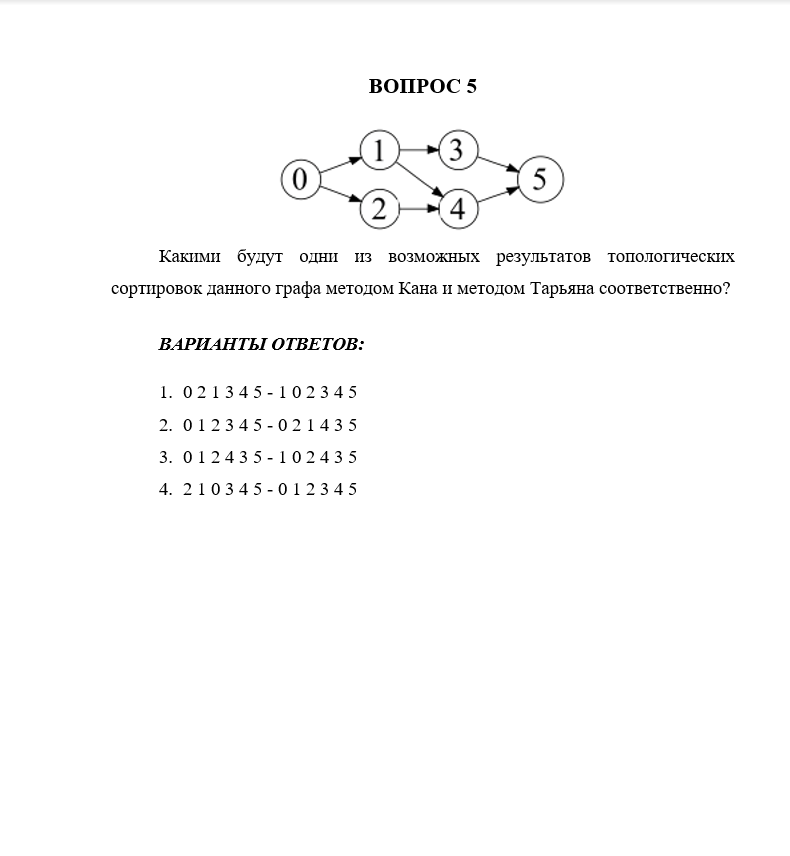 ВОПРОС 5
0 1 3 2 4 5
Какими будут одни из возможных результатов топологических
сортировок данного графа методом Кана и методом Тарьяна соответственно?
ВАРИАНТЫ ОТВЕТОВ:
1. 0 2 1 3 4 5 - 1 0 2 3 4 5
2. 0 1 2 3 4 5 - 0 2 1 4 3 5
3. 0 1 2 4 3 5 - 1 0 2 4 3 5
4. 2 1 0 3 4 5 - 0 1 2 3 4 5